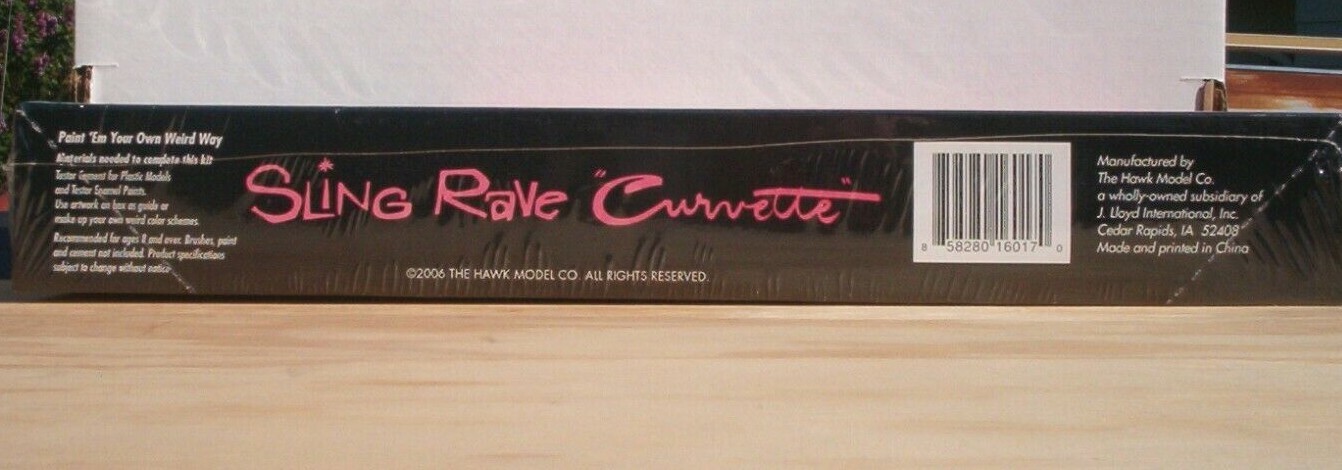 Paint 'Em Your Own Weird Way
Materials needed to complete this kit
Testor Cement for Plastic Models
and Testor Enamel Paints.
Use artwork on box as guide or
make up your own weird color schemes.
Recommended for ages 8 and over. Brushes, paint
and cement not included. Product specifications
subject to change without notice
SLING RAVe "Curvette"
©2006 THE HAWK MODEL CO. ALL RIGHTS RESERVED.
8 58280 16017 0
Manufactured by
The Hawk Model Co.
a wholly-owned subsidiary of
J. Lloyd International, Inc.
Cedar Rapids, IA 52408
Made and printed in China